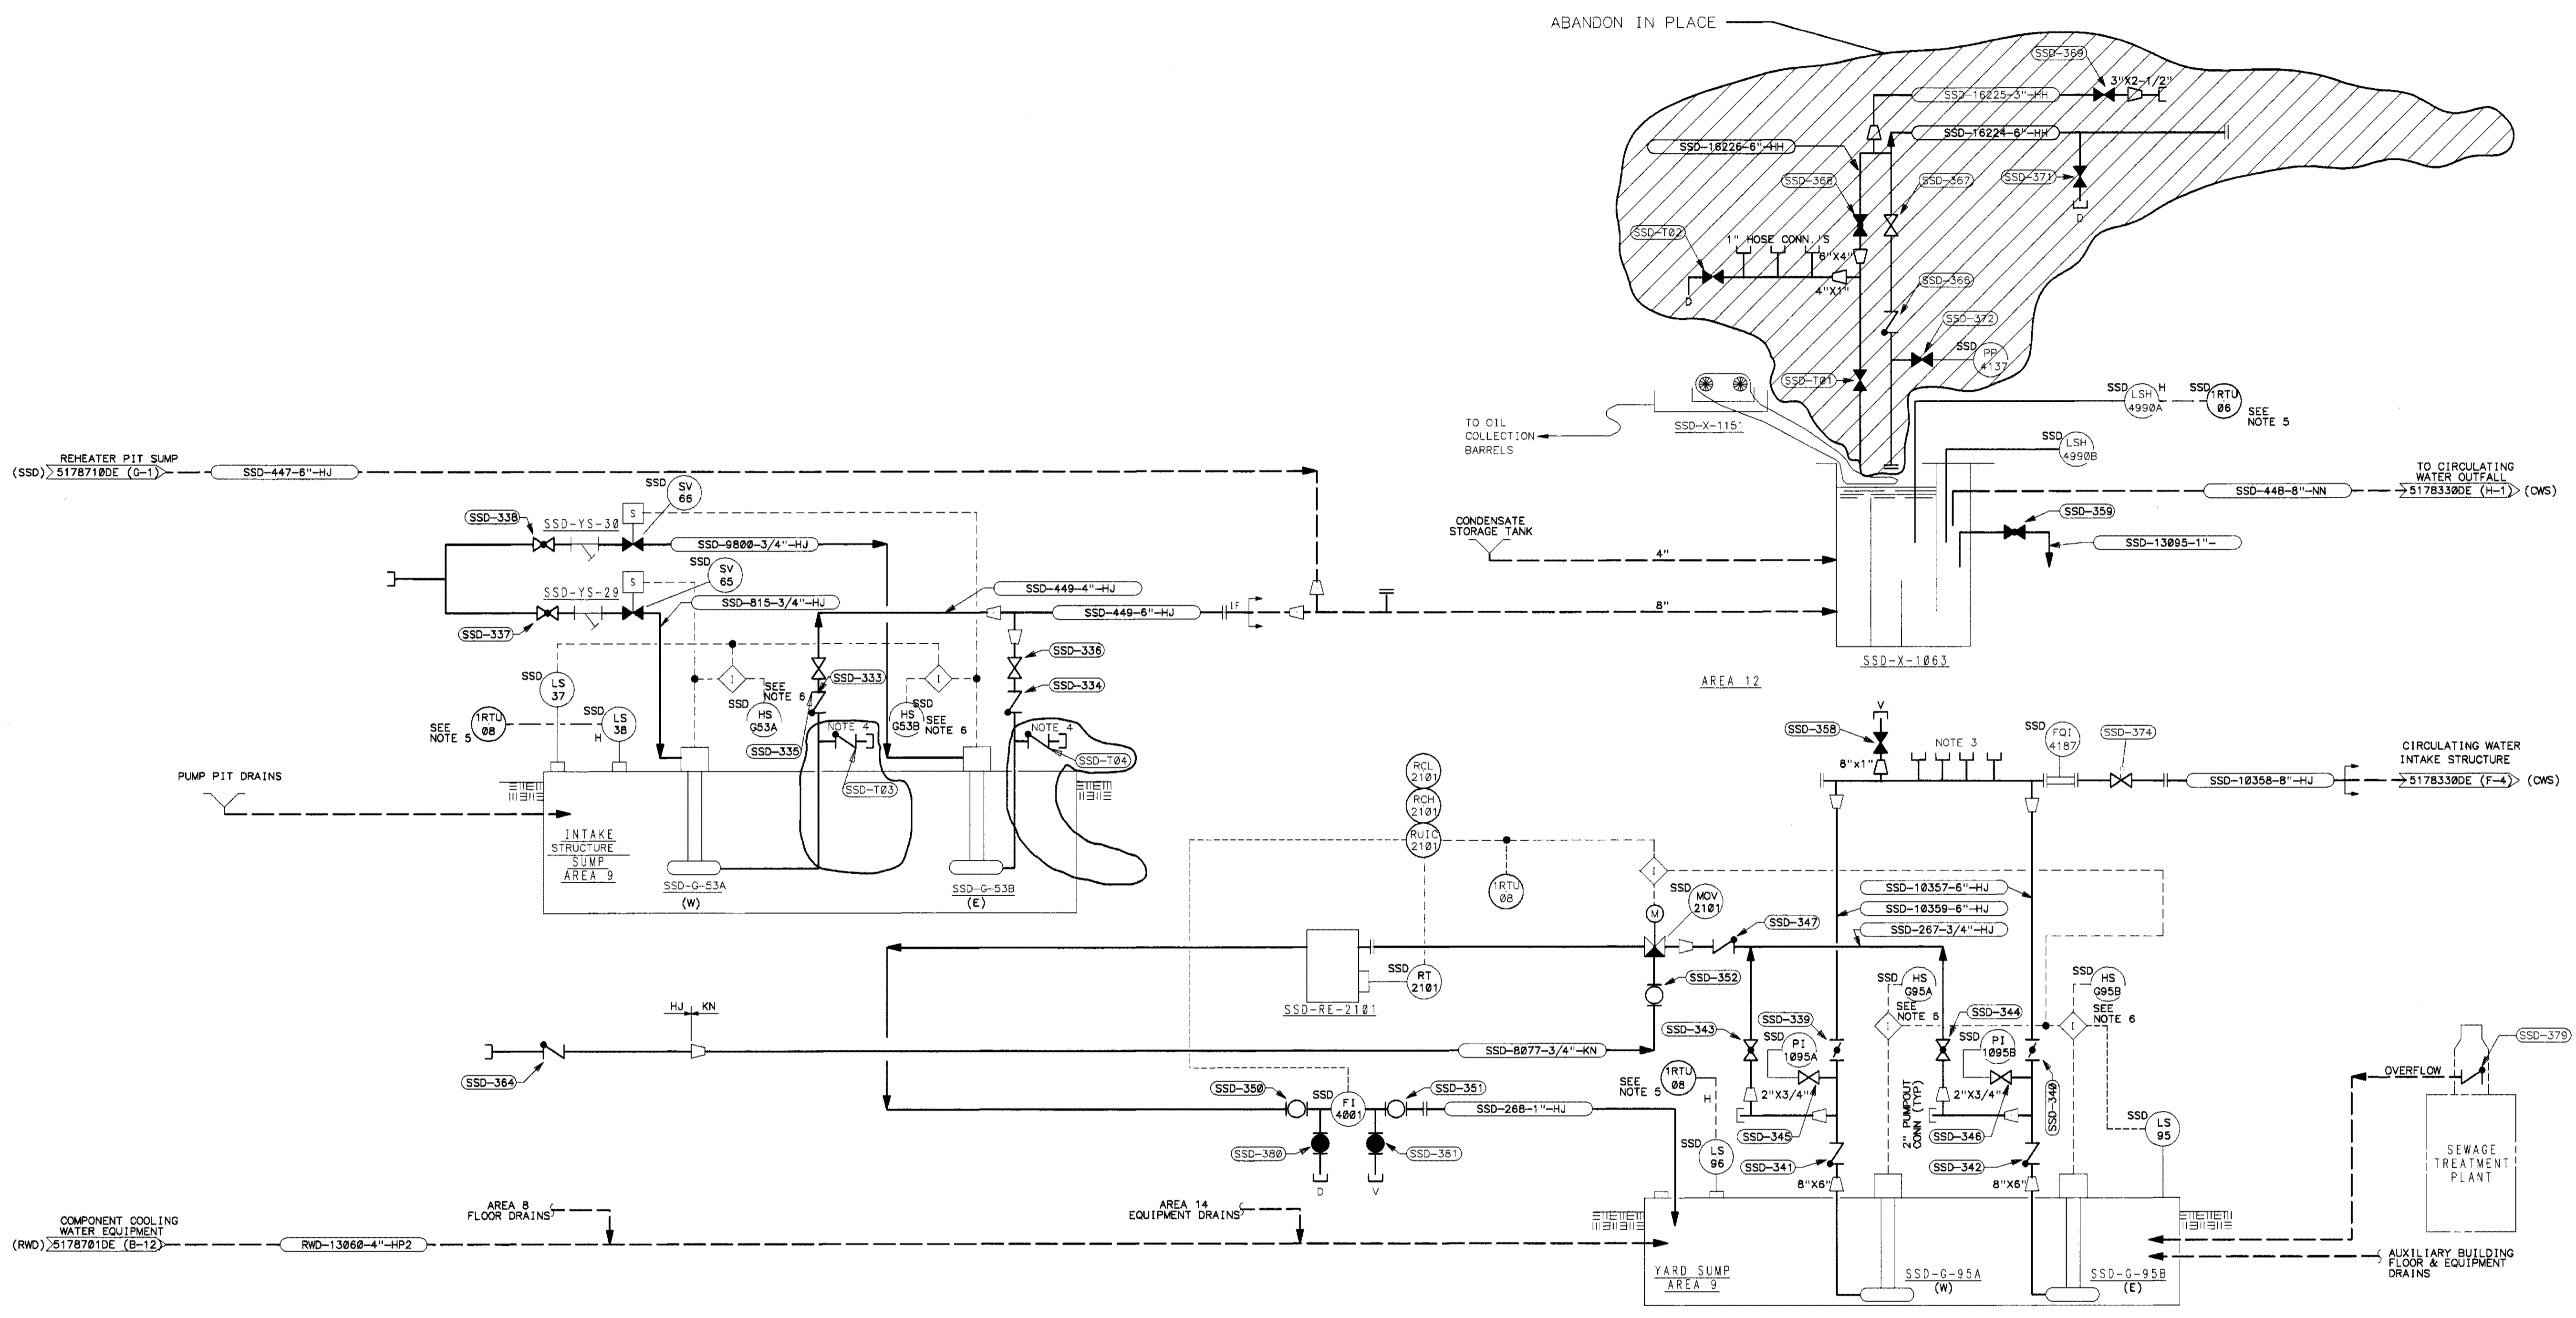 ABANDON IN PLACE
SSD-369
3"X2-1/2"
SSD-16225-3"-HH
SSD-16224-6"-HH
SSD-16226-6"-HH
SSD-368
SSD-367
SSD-371
D
SSD-T02
1" HOSE CONN.'S
6"X4"
4"X1"
D
SSD-366
SSD-372
SSD
PP
4137
SSD-T01
SSD-X-1151
TO OIL
COLLECTION
BARRELS
SSD
LSH
4990A
H
SSD
1RTU
06
SEE
NOTE 5
SSD
LSH
4990B
TO CIRCULATING
WATER OUTFALL
SSD-448-8"-NN
5178330DE (H-1)
(CWS)
SSD-359
SSD-13095-1"-
REHEATER PIT SUMP
(SSD)
5178710DE (G-1)
SSD-447-6"-HJ
SSD
SV
66
S
SSD-338
SSD-YS-30
SSD-9800-3/4"-HJ
SSD
SV
65
S
SSD-YS-29
SSD-815-3/4"-HJ
SSD-337
SSD-449-4"-HJ
SSD-449-6"-HJ
1F
CONDENSATE
STORAGE TANK
4"
8"
SSD-X-1063
AREA 12
SSD
LS
37
SSD
LS
38
H
1RTU
08
SEE
NOTE 5
I
SEE
NOTE 6
SSD
HS
G53A
I
SSD
HS
G53B
SEE
NOTE 6
SSD-333
SSD-335
SSD-336
SSD-334
NOTE 4
SSD-T03
NOTE 4
SSD-T04
PUMP PIT DRAINS
INTAKE
STRUCTURE
SUMP
AREA 9
SSD-G-53A
(W)
SSD-G-53B
(E)
V
SSD-358
8"x1"
NOTE 3
SSD
FQI
4187
SSD-374
CIRCULATING WATER
INTAKE STRUCTURE
SSD-10358-8"-HJ
5178330DE (F-4)
(CWS)
RCL
2101
RCH
2101
RUIC
2101
1RTU
08
I
M
SSD
MOV
2101
SSD-347
SSD-10357-6"-HJ
SSD-10359-6"-HJ
SSD-267-3/4"-HJ
SSD
RT
2101
SSD-RE-2101
SSD-352
HJ
KN
SSD-364
SSD-8077-3/4"-KN
SSD
HS
G95A
SEE
NOTE 6
I
SSD
HS
G95B
SEE
NOTE 6
I
SSD-343
SSD-339
SSD
PI
1095A
SSD-344
SSD
PI
1095B
SSD-340
2"X3/4"
2"X3/4"
2" PUMPOUT
CONN (TYP)
SSD-345
SSD-346
SSD-341
SSD-342
8"X6"
8"X6"
SSD-350
SSD
FI
4001
SSD-351
SSD-268-1"-HJ
SSD-380
SSD-381
D
V
SEE
NOTE 5
1RTU
08
H
SSD
LS
96
SSD
LS
95
OVERFLOW
SSD-379
SEWAGE
TREATMENT
PLANT
AREA 8
FLOOR DRAINS
AREA 14
EQUIPMENT DRAINS
COMPONENT COOLING
WATER EQUIPMENT
(RWD)
5178701DE (B-12)
RWD-13060-4"-HP2
YARD SUMP
AREA 9
SSD-G-95A
(W)
SSD-G-95B
(E)
AUXILIARY BUILDING
FLOOR & EQUIPMENT
DRAINS